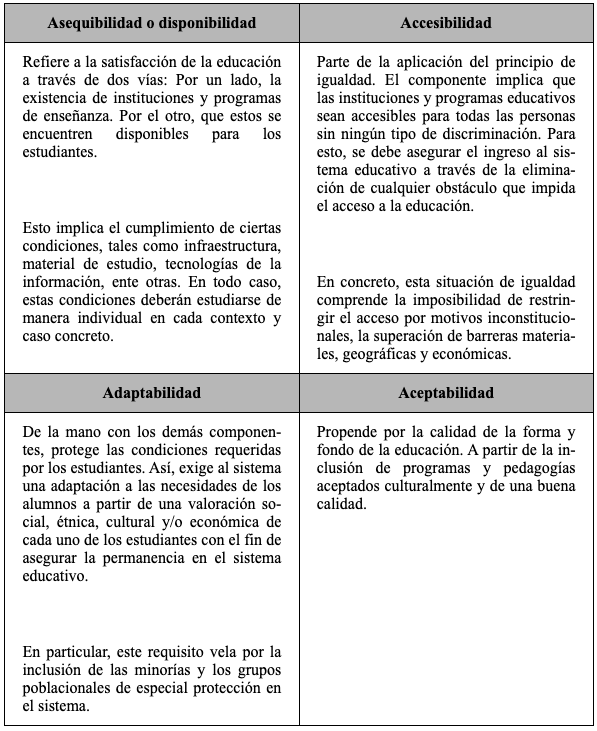 Asequibilidad o disponibilidad
Refiere a la satisfacción de la educación
a través de dos vías: Por un lado, la
existencia de instituciones y programas
de enseñanza. Por el otro, que estos se
encuentren disponibles para los
estudiantes.
Esto implica el cumplimiento de ciertas
condiciones, tales como infraestructura,
material de estudio, tecnologías de la
información, ente otras. En todo caso,
estas condiciones deberán estudiarse de
manera individual en cada contexto y
caso concreto.
Accesibilidad
Parte de la aplicación del principio de
igualdad. El componente implica que
las instituciones y programas educativos
sean accesibles para todas las personas
sin ningún tipo de discriminación. Para
esto, se debe asegurar el ingreso al sis-
tema educativo a través de la elimina-
ción de cualquier obstáculo que impida
el acceso a la educación.
En concreto, esta situación de igualdad
comprende la imposibilidad de restrin-
gir el acceso por motivos inconstitucio-
nales, la superación de barreras materia-
les, geográficas y económicas.
Adaptabilidad
De la mano con los demás componen-
tes, protege las condiciones requeridas
por los estudiantes. Así, exige al sistema
una adaptación a las necesidades de los
alumnos a partir de una valoración so-
cial, étnica, cultural y/o económica de
cada uno de los estudiantes con el fin de
asegurar la permanencia en el sistema
educativo.
En particular, este requisito vela por la
inclusión de las minorías y los grupos
poblacionales de especial protección en
el sistema.
Aceptabilidad
Propende por la calidad de la forma y
fondo de la educación. A partir de la in-
clusión de programas y pedagogías
aceptados culturalmente y de una buena
calidad.